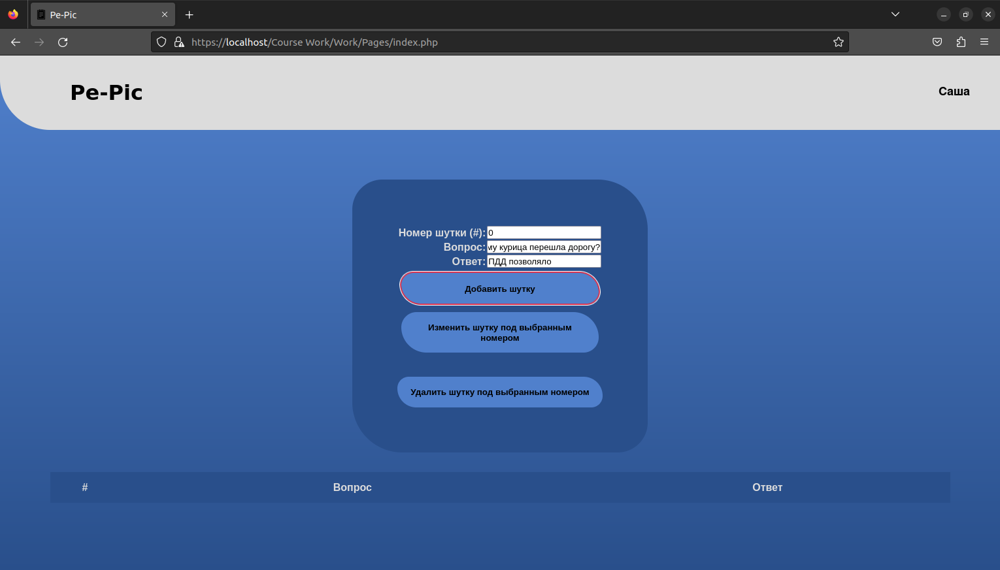 Pe-Pic
https://localhost/Course Work/Work/Pages/index.php
Pe-Pic
Саша
Номер шутки (#): 0
Вопрос: му курица перешла дорогу?
Ответ: ПДД позволяло
Добавить шутку
Изменить шутку под выбранным
номером
Удалить шутку под выбранным номером
# Вопрос Ответ